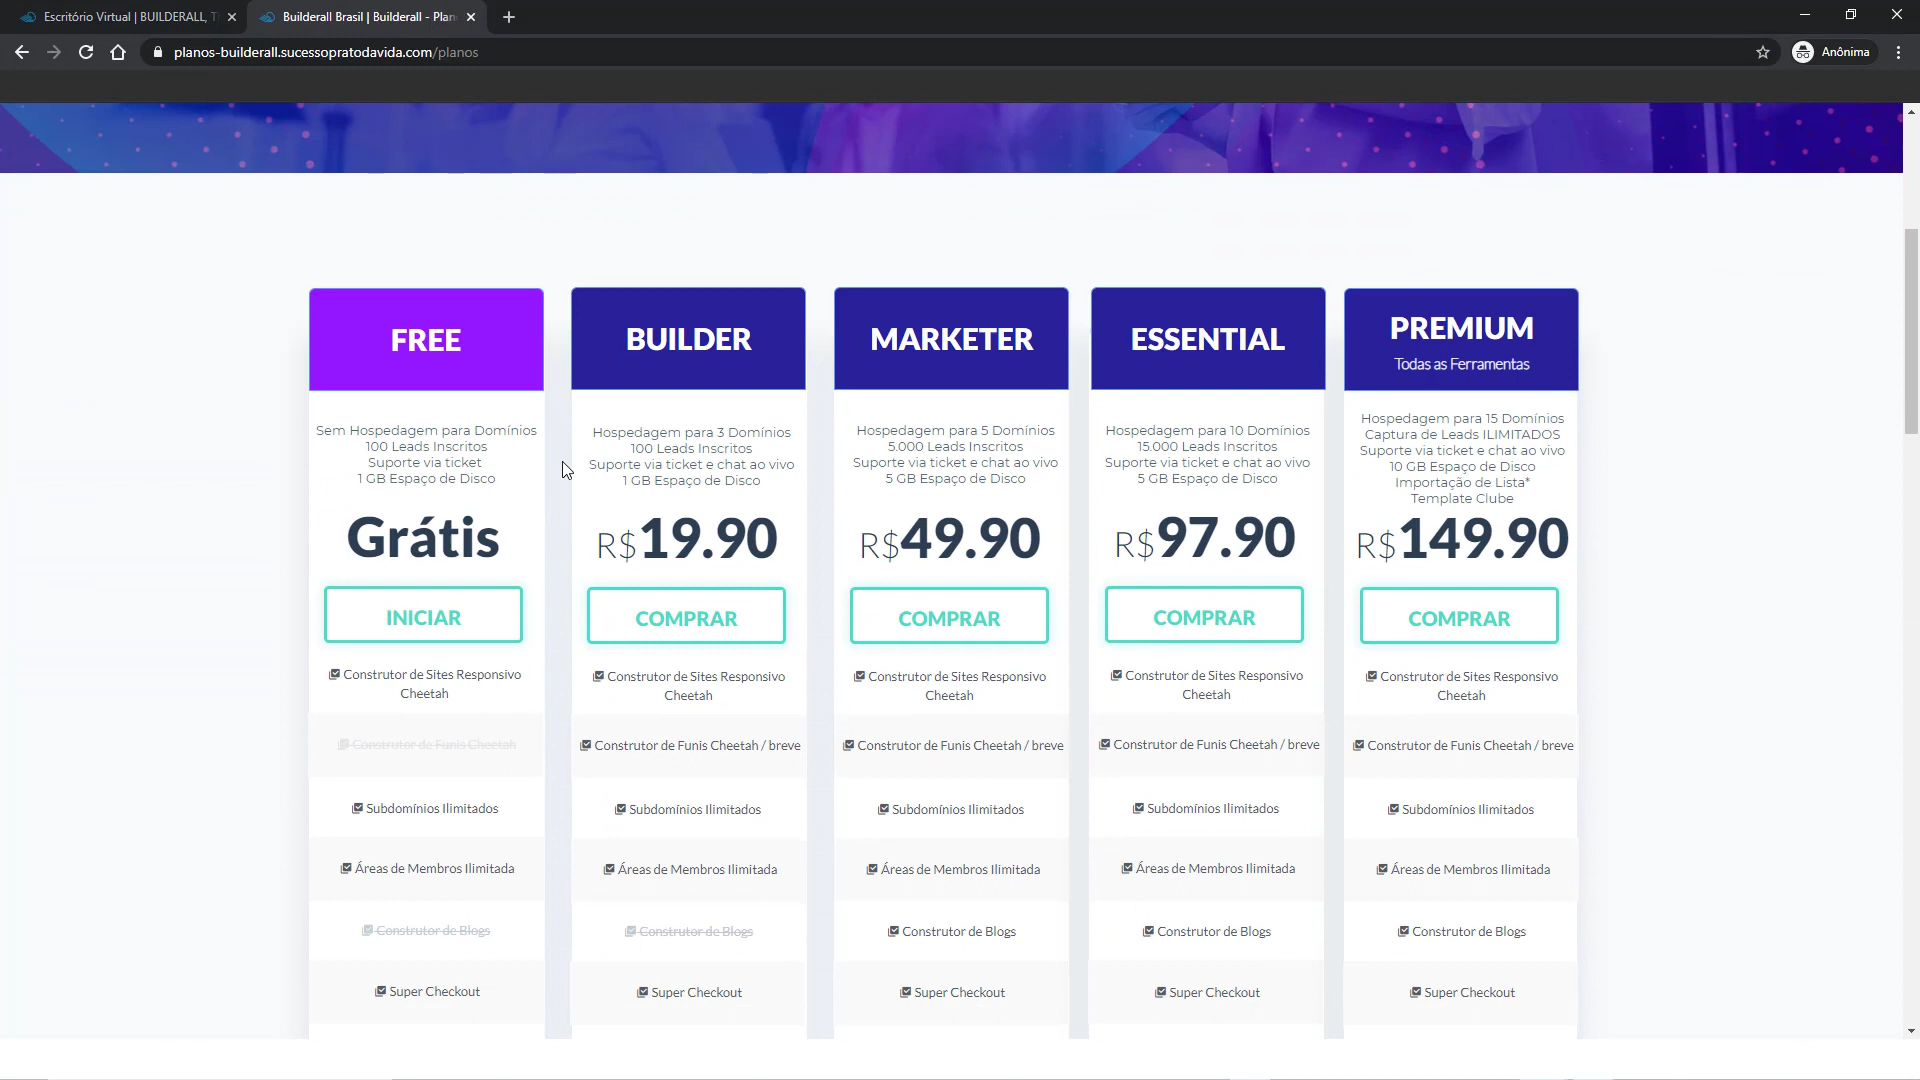 Escritório Virtual | BUILDERALL, T
Builderall Brasil | Builderall - Plan
planos-builderall.sucessopratodavida.com/planos
Anônima
FREE
Sem Hospedagem para Domínios
100 Leads Inscritos
Suporte via ticket
1 GB Espaço de Disco
Grátis
INICIAR
Construtor de Sites Responsivo
Cheetah
Construtor de Funis Cheetah
Subdomínios Ilimitados
Áreas de Membros Ilimitada
Construtor de Blogs
Super Checkout
BUILDER
Hospedagem para 3 Domínios
100 Leads Inscritos
Suporte via ticket e chat ao vivo
1 GB Espaço de Disco
R$19.90
COMPRAR
Construtor de Sites Responsivo
Cheetah
Construtor de Funis Cheetah / breve
Subdomínios Ilimitados
Áreas de Membros Ilimitada
Construtor de Blogs
Super Checkout
MARKETER
Hospedagem para 5 Domínios
5.000 Leads Inscritos
Suporte via ticket e chat ao vivo
5 GB Espaço de Disco
R$49.90
COMPRAR
Construtor de Sites Responsivo
Cheetah
Construtor de Funis Cheetah / breve
Subdomínios Ilimitados
Áreas de Membros Ilimitada
Construtor de Blogs
Super Checkout
ESSENTIAL
Hospedagem para 10 Domínios
15.000 Leads Inscritos
Suporte via ticket e chat ao vivo
5 GB Espaço de Disco
R$97.90
COMPRAR
Construtor de Sites Responsivo
Cheetah
Construtor de Funis Cheetah / breve
Subdomínios Ilimitados
Áreas de Membros Ilimitada
Construtor de Blogs
Super Checkout
PREMIUM
Todas as Ferramentas
Hospedagem para 15 Domínios
Captura de Leads ILIMITADOS
Suporte via ticket e chat ao vivo
10 GB Espaço de Disco
Importação de Lista*
Template Clube
R$149.90
COMPRAR
Construtor de Sites Responsivo
Cheetah
Construtor de Funis Cheetah / breve
Subdomínios Ilimitados
Áreas de Membros Ilimitada
Construtor de Blogs
Super Checkout